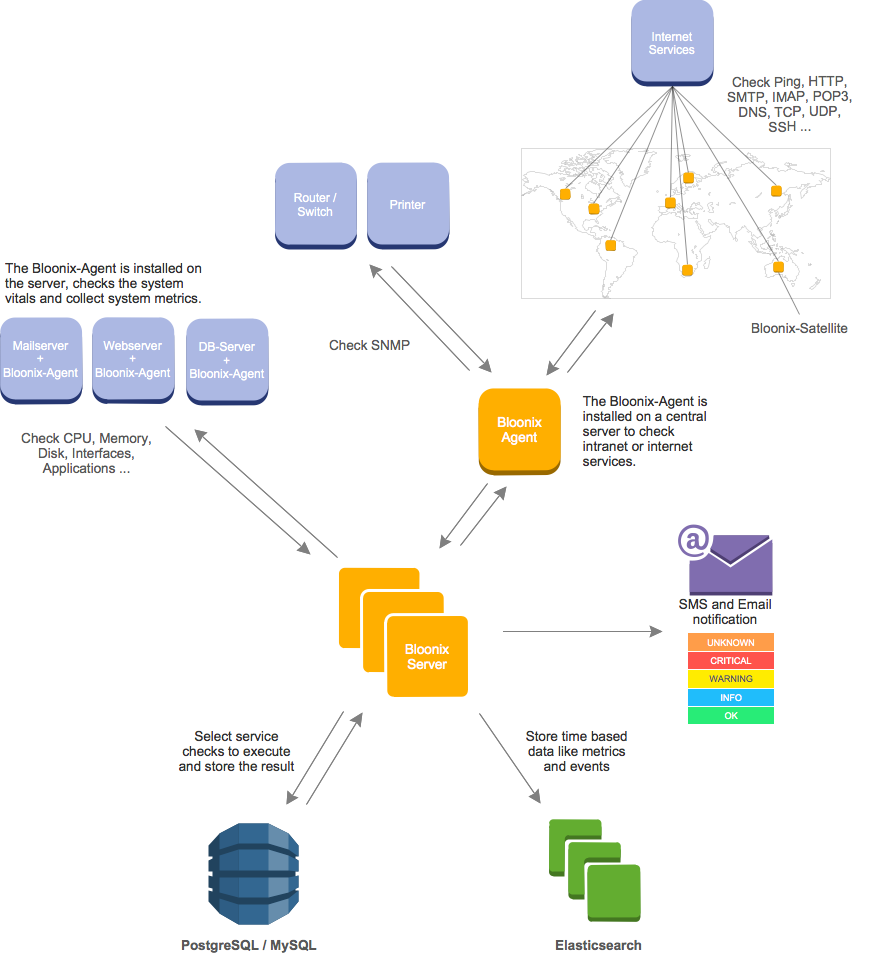 Internet
Services
Check Ping, HTTP,
SMTP, IMAP, POP3,
DNS, TCP, UDP,
SSH ...
Router /
Switch
Printer
The Bloonix-Agent is installed on
the server, checks the system
vitals and collect system metrics.
Bloonix-Satellite
Check SNMP
Mailserver
+
Bloonix-Agent
Webserver
+
Bloonix-Agent
DB-Server
+
Bloonix-Agent
Bloonix
Agent
The Bloonix-Agent is
installed on a central
server to check
intranet or internet
services.
Check CPU, Memory,
Disk, Interfaces,
Applications ...
@
SMS and Email
notification
UNKNOWN
CRITICAL
WARNING
INFO
OK
Bloonix
Server
Select service
checks to execute
and store the result
Store time based
data like metrics
and events
PostgreSQL / MySQL
Elasticsearch